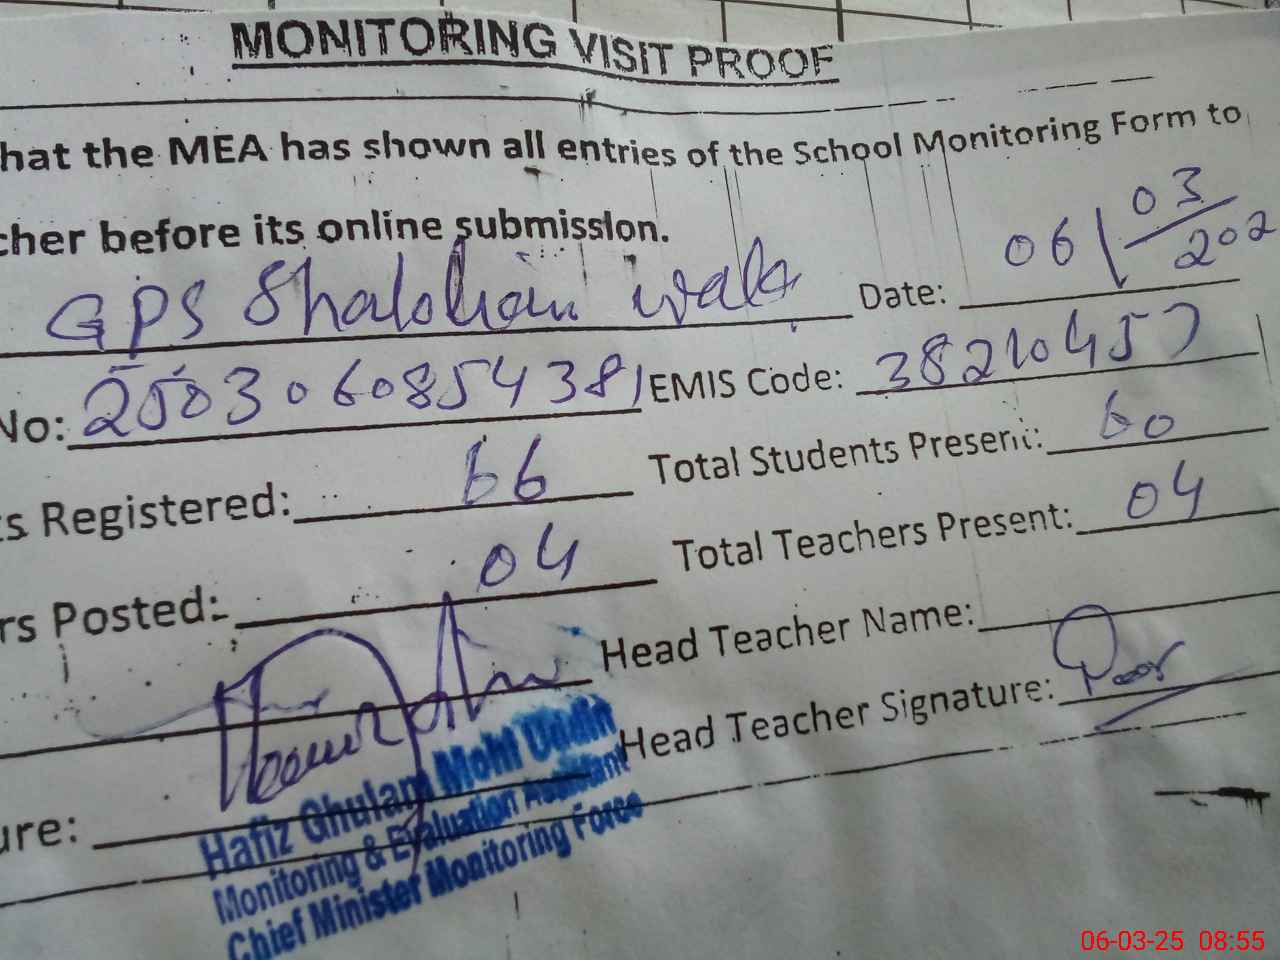 MONITORING VISIT PROOF
hat the MEA has shown all entries of the School Monitoring Form to
cher before its online submission.
GPS wala Date: 06/03/202
No: 2503060854381 EMIS Code: 38210457
ts Registered: 66 Total Students Present: 60
rs Posted: 04 Total Teachers Present: 04
Head Teacher Name:
ure: Head Teacher Signature:
Hafiz Ghulam Mohi Uddin
Monitoring & Evaluation Assistant
Chief Minister Monitoring Force
06-03-25 08:55